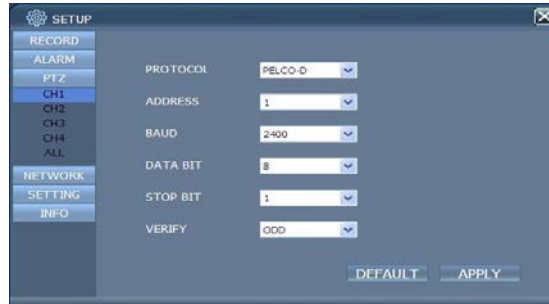 SETUP
RECORD
ALARM
PTZ
CH1
CH2
CH3
CH4
ALL
NETWORK
SETTING
INFO
PROTOCOL PELCO-D
ADDRESS 1
BAUD 2400
DATA BIT 8
STOP BIT 1
VERIFY ODD
DEFAULT APPLY